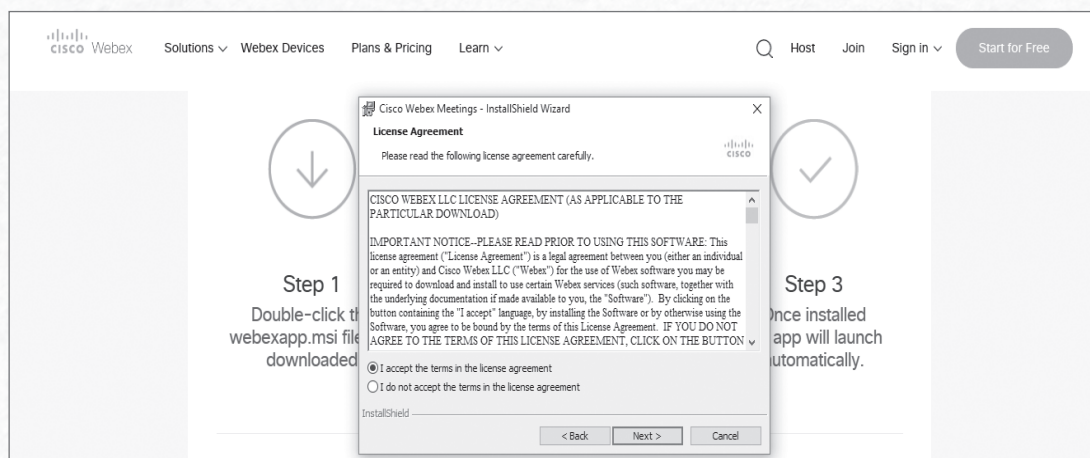 CISCO Webex Solutions Webex Devices Plans & Pricing Learn Host Join Sign in Start for Free
Cisco Webex Meetings - InstallShield Wizard X
License Agreement
Please read the following license agreement carefully.
CISCO
CISCO WEBEX LLC LICENSE AGREEMENT (AS APPLICABLE TO THE
PARTICULAR DOWNLOAD)
IMPORTANT NOTICE--PLEASE READ PRIOR TO USING THIS SOFTWARE: This
license agreement ("License Agreement") is a legal agreement between you (either an individual
or an entity) and Cisco Webex LLC ("Webex") for the use of Webex software you may be
required to download and install to use certain Webex services (such software, together with
the underlying documentation if made available to you, the "Software"). By clicking on the
button containing the "I accept" language, by installing the Software or by otherwise using the
Software, you agree to be bound by the terms of this License Agreement. IF YOU DO NOT
AGREE TO THE TERMS OF THIS LICENSE AGREEMENT, CLICK ON THE BUTTON
I accept the terms in the license agreement
I do not accept the terms in the license agreement
InstallShield
< Back Next > Cancel
Step 1
Double-click th
webexapp.msi file
downloaded
Step 3
Once installed
app will launch
automatically.